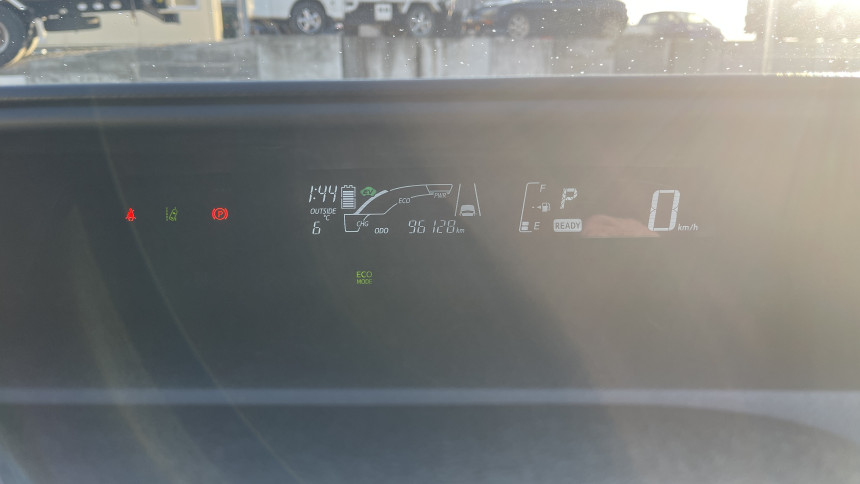 1:44
OUTSIDE
6 °C
ECO
PWR
CHG
ODO 96128 km
F
E
P
READY
0 km/h
P
ECO
MODE